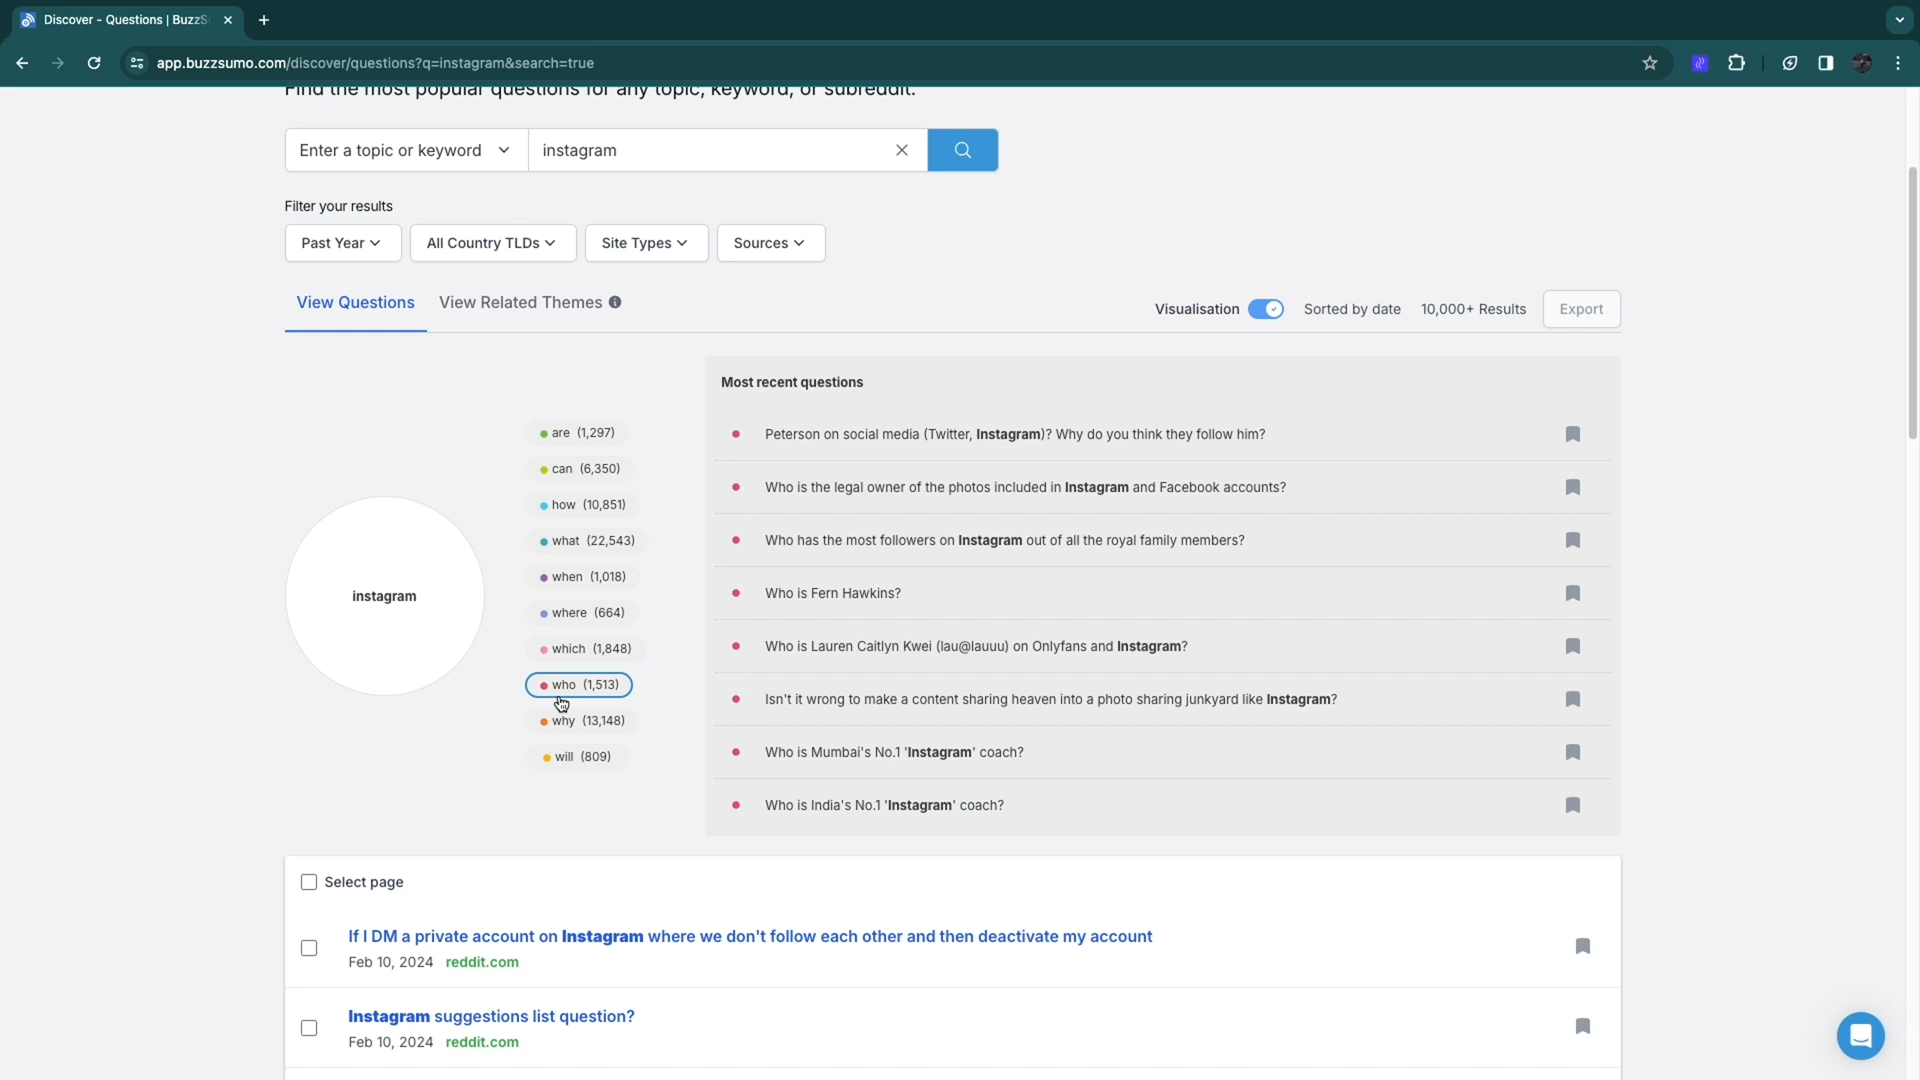 Discover - Questions | BuzzS
app.buzzsumo.com/discover/questions?q=instagram&search=true
Find the most popular questions for any topic, keyword, or subreddit.
Enter a topic or keyword
instagram
Filter your results
Past Year
All Country TLDs
Site Types
Sources
View Questions
View Related Themes
Visualisation
Sorted by date
10,000+ Results
Export
instagram
are (1,297)
can (6,350)
how (10,851)
what (22,543)
when (1,018)
where (664)
which (1,848)
who (1,513)
why (13,148)
will (809)
Most recent questions
Peterson on social media (Twitter, Instagram)? Why do you think they follow him?
Who is the legal owner of the photos included in Instagram and Facebook accounts?
Who has the most followers on Instagram out of all the royal family members?
Who is Fern Hawkins?
Who is Lauren Caitlyn Kwei (lau@lauuu) on Onlyfans and Instagram?
Isn't it wrong to make a content sharing heaven into a photo sharing junkyard like Instagram?
Who is Mumbai's No.1 'Instagram' coach?
Who is India's No.1 'Instagram' coach?
Select page
If I DM a private account on Instagram where we don't follow each other and then deactivate my account
Feb 10, 2024 reddit.com
Instagram suggestions list question?
Feb 10, 2024 reddit.com